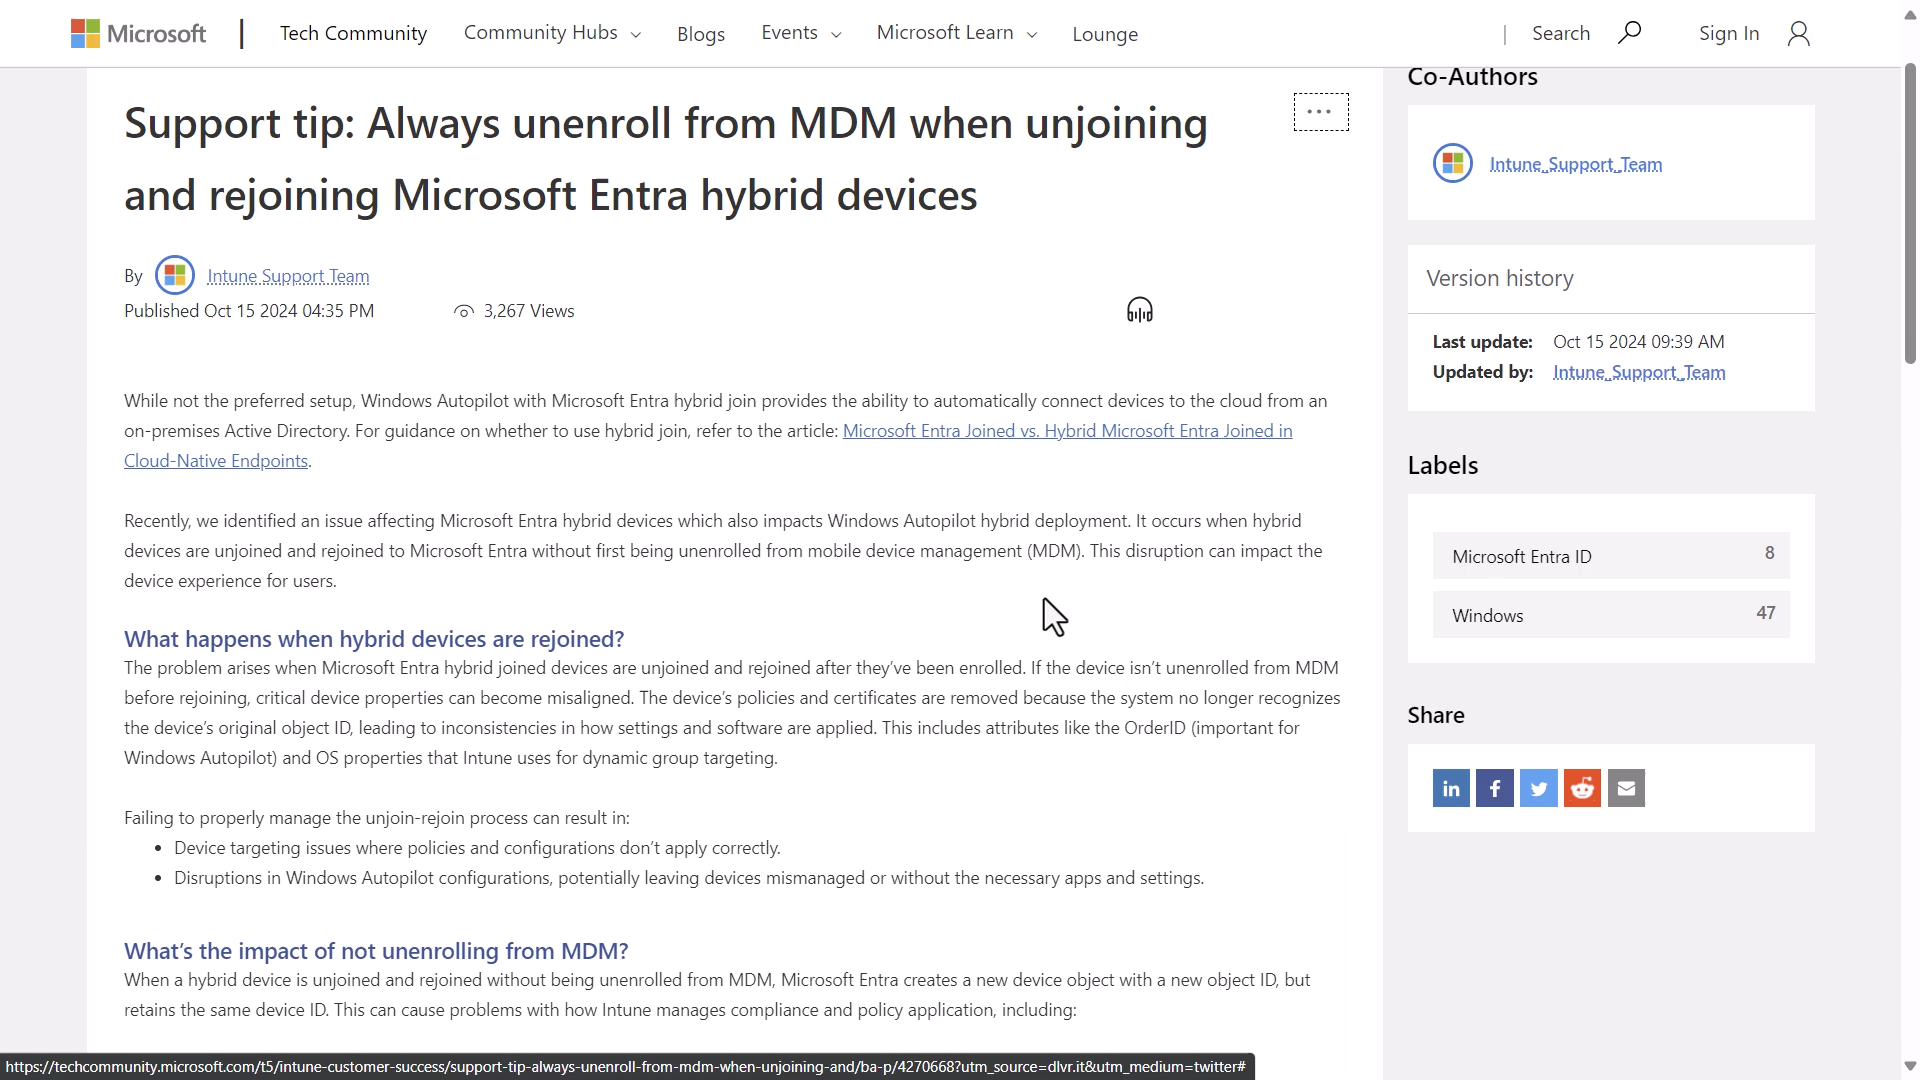 Microsoft
Tech Community
Community Hubs
Blogs
Events
Microsoft Learn
Lounge
Search
Sign In
Support tip: Always unenroll from MDM when unjoining
and rejoining Microsoft Entra hybrid devices
...
By Intune Support Team
Published Oct 15 2024 04:35 PM
3,267 Views
While not the preferred setup, Windows Autopilot with Microsoft Entra hybrid join provides the ability to automatically connect devices to the cloud from an
on-premises Active Directory. For guidance on whether to use hybrid join, refer to the article: Microsoft Entra Joined vs. Hybrid Microsoft Entra Joined in
Cloud-Native Endpoints.
Recently, we identified an issue affecting Microsoft Entra hybrid devices which also impacts Windows Autopilot hybrid deployment. It occurs when hybrid
devices are unjoined and rejoined to Microsoft Entra without first being unenrolled from mobile device management (MDM). This disruption can impact the
device experience for users.
What happens when hybrid devices are rejoined?
The problem arises when Microsoft Entra hybrid joined devices are unjoined and rejoined after they’ve been enrolled. If the device isn’t unenrolled from MDM
before rejoining, critical device properties can become misaligned. The device’s policies and certificates are removed because the system no longer recognizes
the device’s original object ID, leading to inconsistencies in how settings and software are applied. This includes attributes like the OrderID (important for
Windows Autopilot) and OS properties that Intune uses for dynamic group targeting.
Failing to properly manage the unjoin-rejoin process can result in:
• Device targeting issues where policies and configurations don’t apply correctly.
• Disruptions in Windows Autopilot configurations, potentially leaving devices mismanaged or without the necessary apps and settings.
What’s the impact of not unenrolling from MDM?
When a hybrid device is unjoined and rejoined without being unenrolled from MDM, Microsoft Entra creates a new device object with a new object ID, but
retains the same device ID. This can cause problems with how Intune manages compliance and policy application, including:
Co-Authors
Intune_Support_Team
Version history
Last update: Oct 15 2024 09:39 AM
Updated by: Intune_Support_Team
Labels
Microsoft Entra ID 8
Windows 47
Share
in
f
https://techcommunity.microsoft.com/t5/intune-customer-success/support-tip-always-unenroll-from-mdm-when-unjoining-and/ba-p/4270668?utm_source=dlvr.it&utm_medium=twitter#